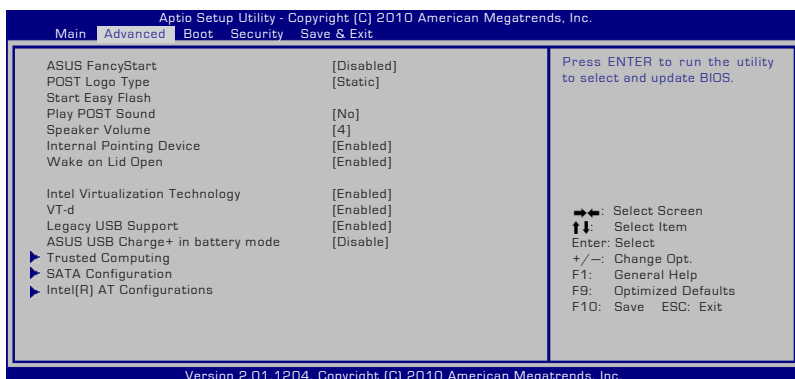 Aptio Setup Utility - Copyright (C) 2010 American Megatrends, Inc.
Main Advanced Boot Security Save & Exit
ASUS FancyStart [Disabled]
POST Logo Type [Static]
Start Easy Flash
Play POST Sound [No]
Speaker Volume [4]
Internal Pointing Device [Enabled]
Wake on Lid Open [Enabled]
Intel Virtualization Technology [Enabled]
VT-d [Enabled]
Legacy USB Support [Enabled]
ASUS USB Charge+ in battery mode [Disable]
Trusted Computing
SATA Configuration
Intel(R) AT Configurations
Press ENTER to run the utility
to select and update BIOS.
→←: Select Screen
↑↓: Select Item
Enter: Select
+/—: Change Opt.
F1: General Help
F9: Optimized Defaults
F10: Save ESC: Exit
Version 2.01.1204. Copyright (C) 2010 American Megatrends, Inc.